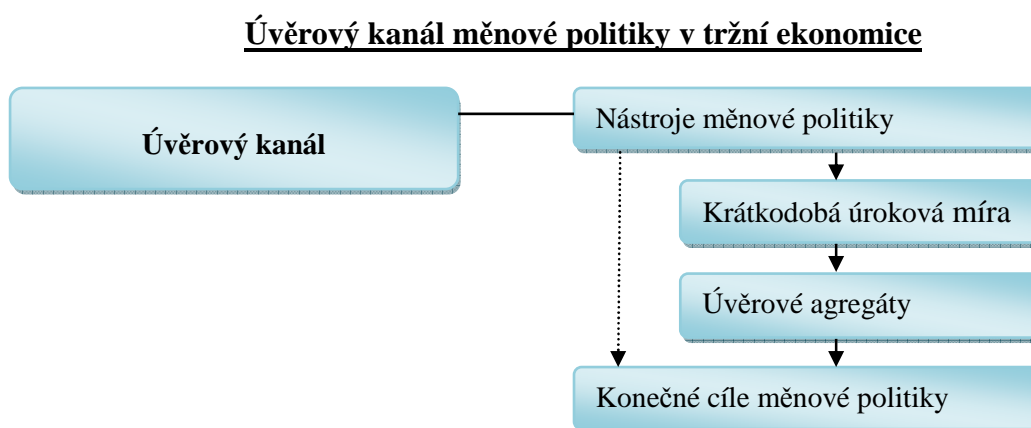 Úvěrový kanál měnové politiky v tržní ekonomice
Úvěrový kanál
Nástroje měnové politiky
Krátkodobá úroková míra
Úvěrové agregáty
Konečné cíle měnové politiky